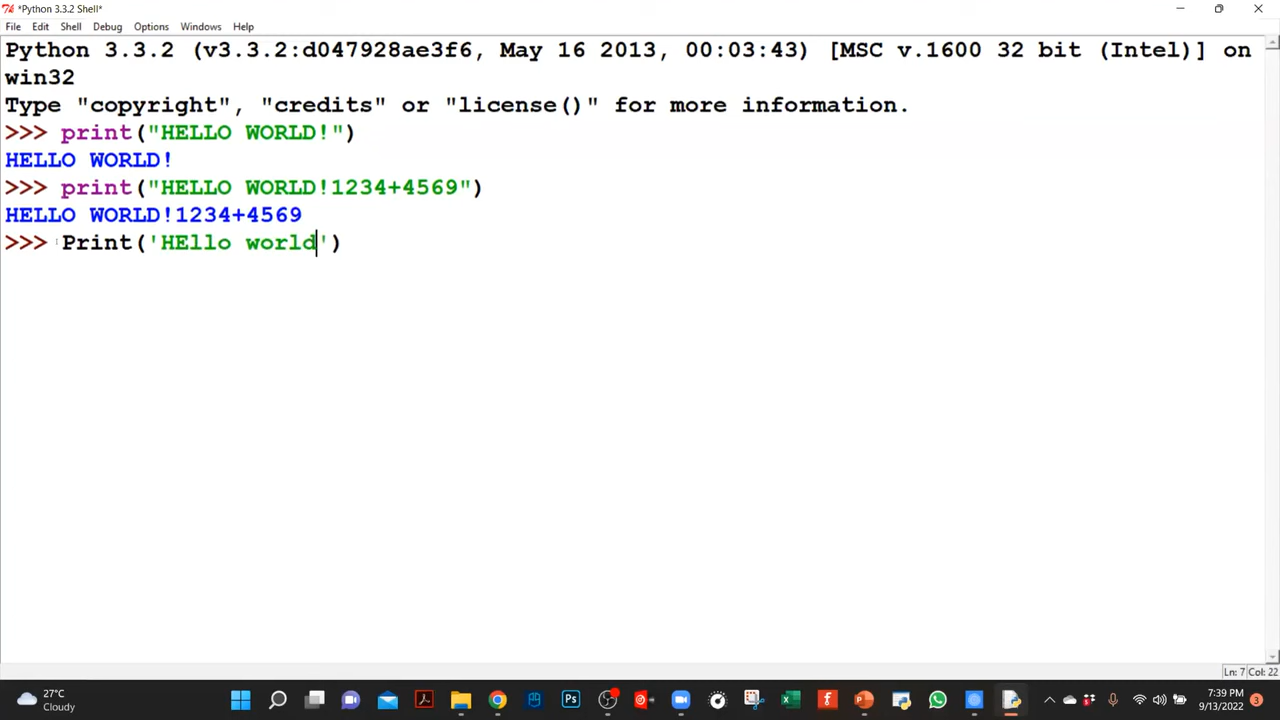 *Python 3.3.2 Shell*
File Edit Shell Debug Options Windows Help
Python 3.3.2 (v3.3.2:d047928ae3f6, May 16 2013, 00:03:43) [MSC v.1600 32 bit (Intel)] on
win32
Type "copyright", "credits" or "license()" for more information.
>>> print("HELLO WORLD!")
HELLO WORLD!
>>> print("HELLO WORLD!1234+4569")
HELLO WORLD!1234+4569
>>> Print('HEllo world')
Ln: 7 Col: 22
27°C
Cloudy
Ps
7:39 PM
9/13/2022
3